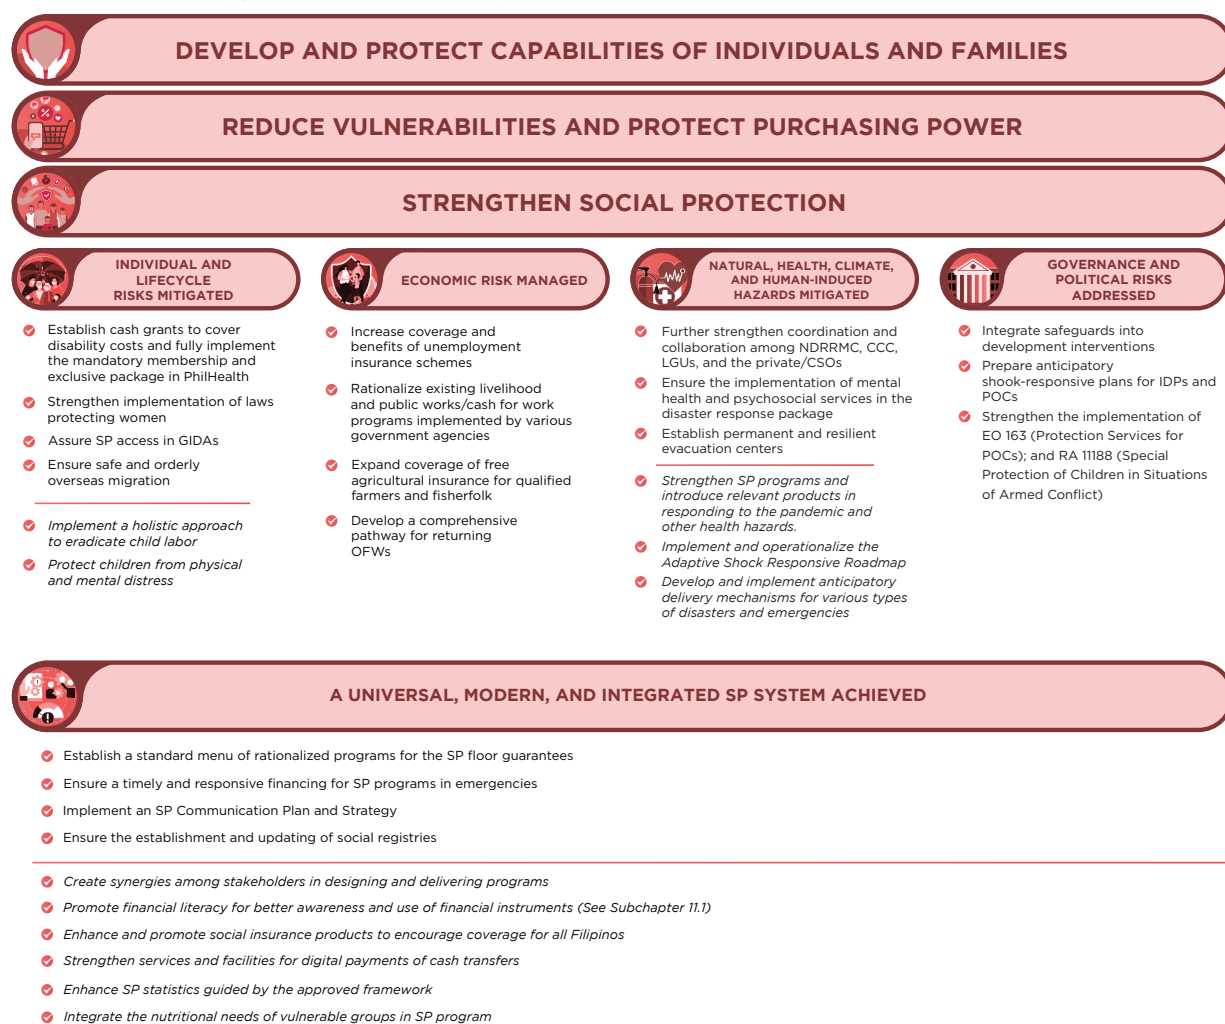 DEVELOP AND PROTECT CAPABILITIES OF INDIVIDUALS AND FAMILIES
REDUCE VULNERABILITIES AND PROTECT PURCHASING POWER
STRENGTHEN SOCIAL PROTECTION
INDIVIDUAL AND
LIFECYCLE
RISKS MITIGATED
Establish cash grants to cover
disability costs and fully implement
the mandatory membership and
exclusive package in PhilHealth
Strengthen implementation of laws
protecting women
Assure SP access in GIDAs
Ensure safe and orderly
overseas migration
Implement a holistic approach
to eradicate child labor
Protect children from physical
and mental distress
ECONOMIC RISK MANAGED
Increase coverage and
benefits of unemployment
insurance schemes
Rationalize existing livelihood
and public works/cash for work
programs implemented by various
government agencies
Expand coverage of free
agricultural insurance for qualified
farmers and fisherfolk
Develop a comprehensive
pathway for returning
OFWs
NATURAL, HEALTH, CLIMATE,
AND HUMAN-INDUCED
HAZARDS MITIGATED
Further strengthen coordination and
collaboration among NDRRMC, CCC,
LGUs, and the private/CSOs
Ensure the implementation of mental
health and psychosocial services in the
disaster response package
Establish permanent and resilient
evacuation centers
Strengthen SP programs and
introduce relevant products in
responding to the pandemic and
other health hazards.
Implement and operationalize the
Adaptive Shock Responsive Roadmap
Develop and implement anticipatory
delivery mechanisms for various types
of disasters and emergencies
GOVERNANCE AND
POLITICAL RISKS
ADDRESSED
Integrate safeguards into
development interventions
Prepare anticipatory
shook-responsive plans for IDPs and
POCs
Strengthen the implementation of
EO 163 (Protection Services for
POCs); and RA 11188 (Special
Protection of Children in Situations
of Armed Conflict)
A UNIVERSAL, MODERN, AND INTEGRATED SP SYSTEM ACHIEVED
Establish a standard menu of rationalized programs for the SP floor guarantees
Ensure a timely and responsive financing for SP programs in emergencies
Implement an SP Communication Plan and Strategy
Ensure the establishment and updating of social registries
Create synergies among stakeholders in designing and delivering programs
Promote financial literacy for better awareness and use of financial instruments (See Subchapter 11.1)
Enhance and promote social insurance products to encourage coverage for all Filipinos
Strengthen services and facilities for digital payments of cash transfers
Enhance SP statistics guided by the approved framework
Integrate the nutritional needs of vulnerable groups in SP program